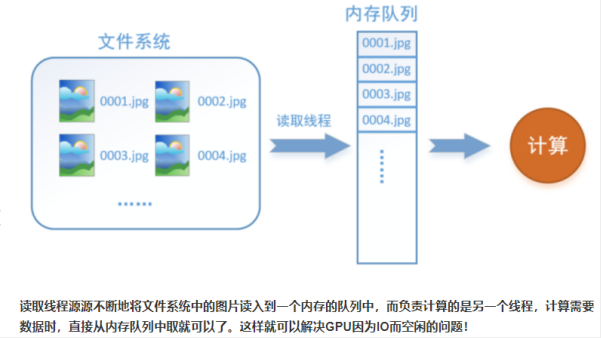 文件系统
内存队列
0001.jpg
0002.jpg
0003.jpg
0004.jpg
......
读取线程
0001.jpg
0002.jpg
0003.jpg
0004.jpg
计算
读取线程源源不断地将文件系统中的图片读入到一个内存的队列中，而负责计算的是另一个线程，计算需要
数据时，直接从内存队列中取就可以了。这样就可以解决GPU因为IO而空闲的问题！